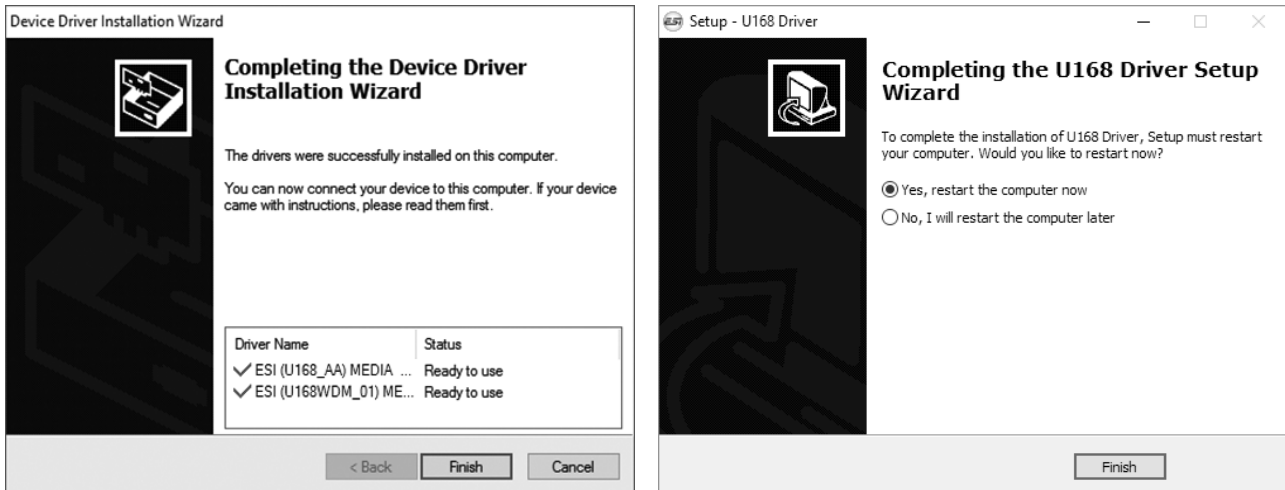 Device Driver Installation Wizard
Completing the Device Driver
Installation Wizard
The drivers were successfully installed on this computer.
You can now connect your device to this computer. If your device
came with instructions, please read them first.
Driver Name Status
ESI (U168_AA) MEDIA ... Ready to use
ESI (U168WDM_01) ME... Ready to use
< Back Finish Cancel
ESI Setup - U168 Driver
Completing the U168 Driver Setup
Wizard
To complete the installation of U168 Driver, Setup must restart
your computer. Would you like to restart now?
Yes, restart the computer now
No, I will restart the computer later
Finish